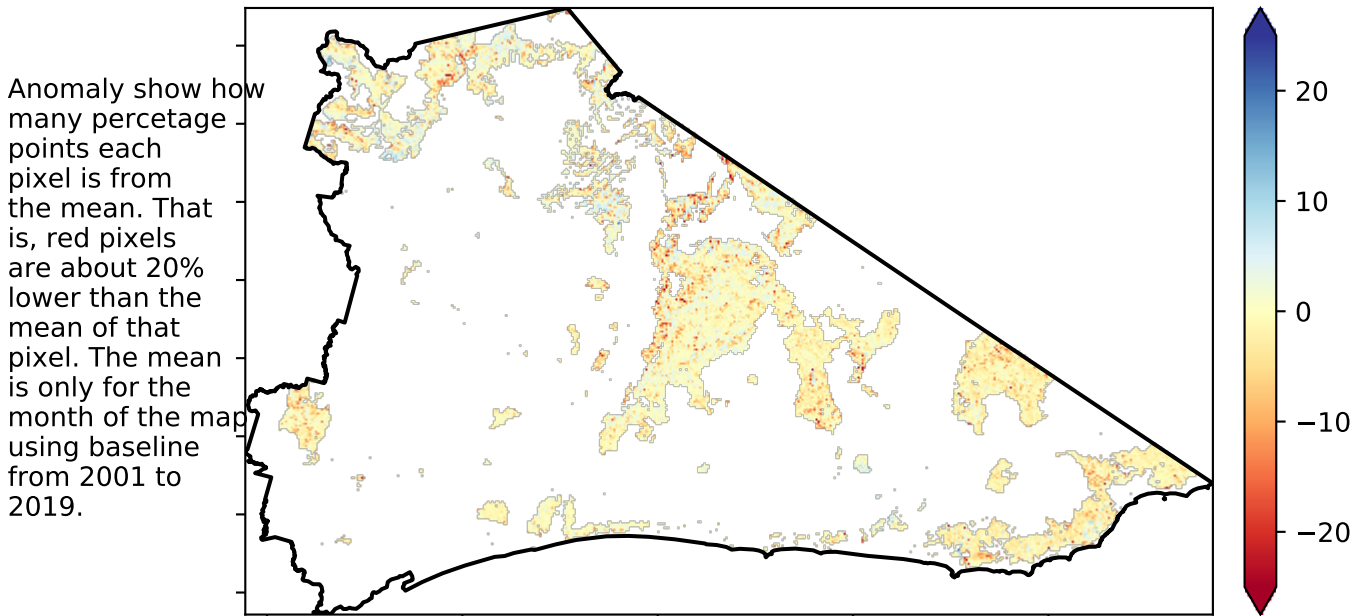 Anomaly show how
many percetage
points each
pixel is from
the mean. That
is, red pixels
are about 20%
lower than the
mean of that
pixel. The mean
is only for the
month of the map
using baseline
from 2001 to
2019.
20
10
0
−10
−20